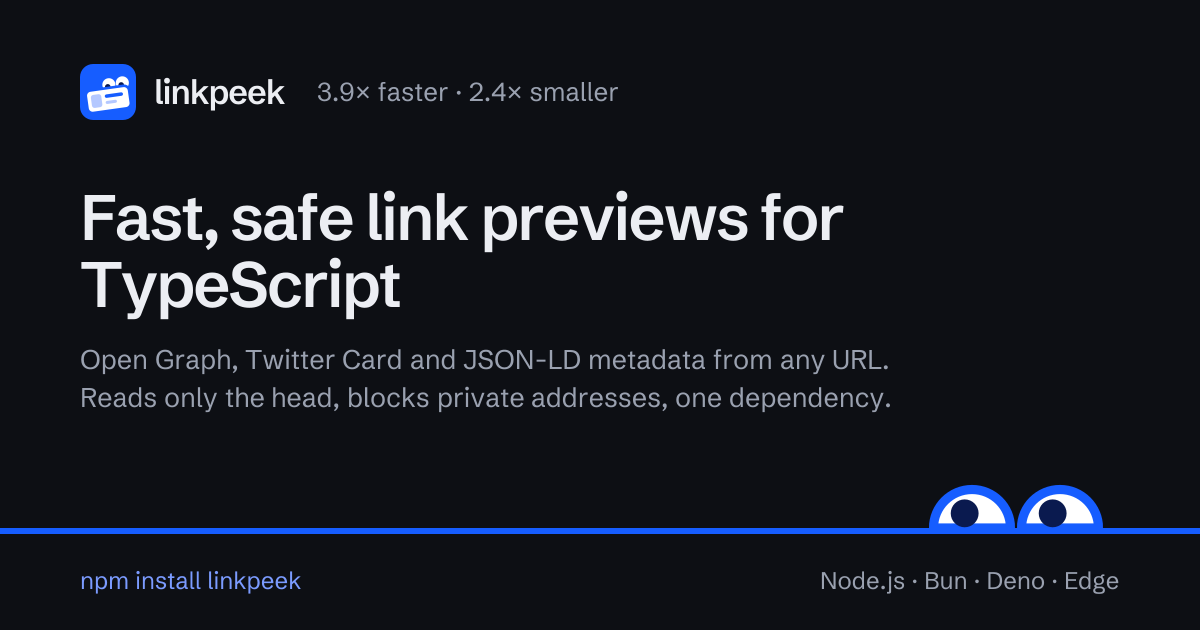 linkpeek 3.9× faster · 2.4× smaller
Fast, safe link previews for
TypeScript
Open Graph, Twitter Card and JSON-LD metadata from any URL.
Reads only the head, blocks private addresses, one dependency.
npm install linkpeek Node.js · Bun · Deno · Edge